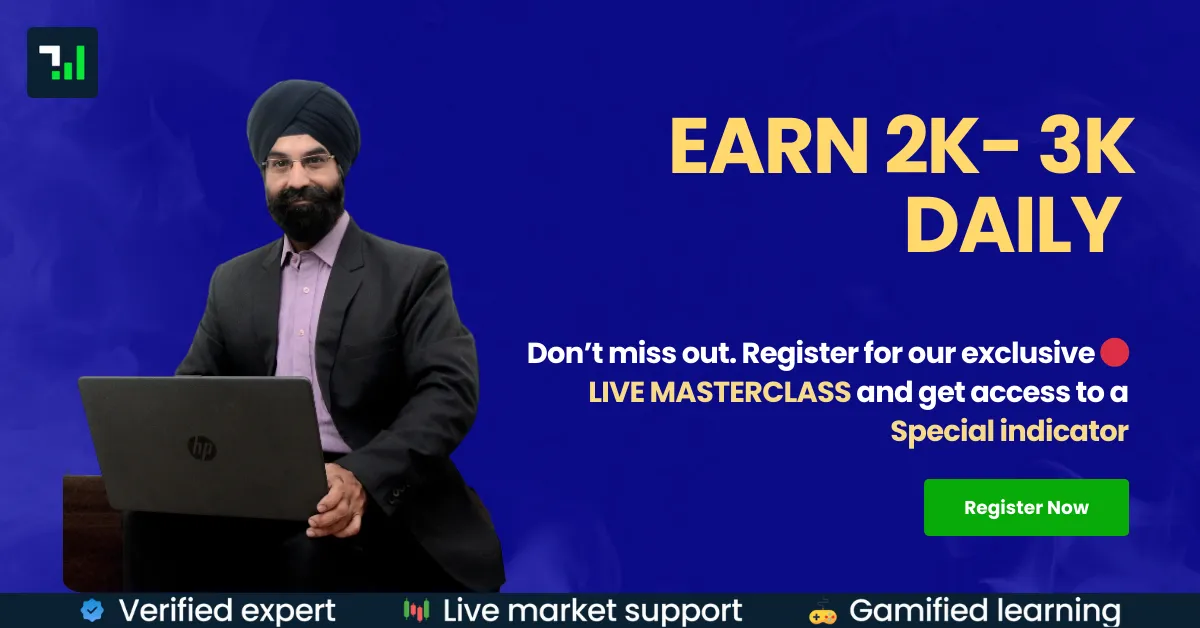 EARN 2K- 3K
DAILY
Don't miss out. Register for our exclusive 🔴
LIVE MASTERCLASS and get access to a
Special indicator
hp
Register Now
Verified expert
Live market support
Gamified learning